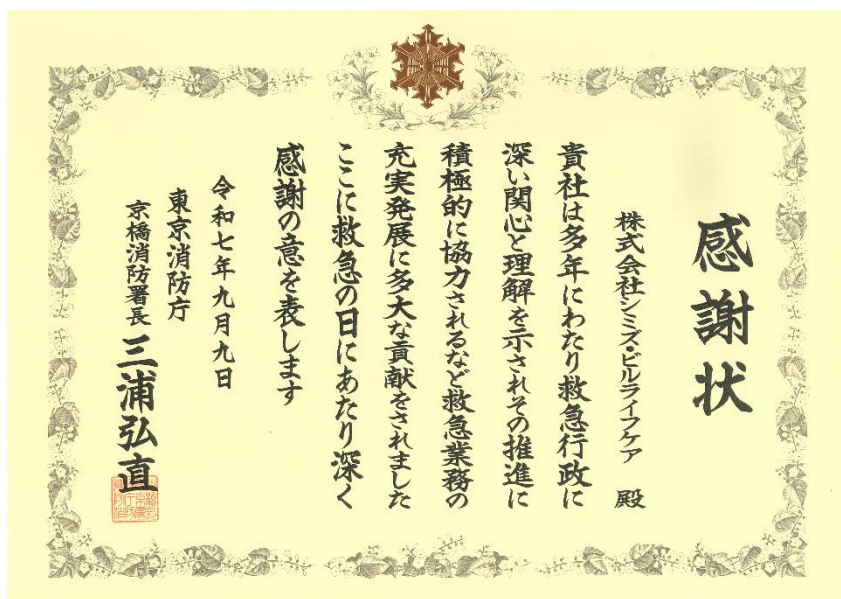 感謝状
株式会社シミズ・ビルライフケア 殿
貴社は多年にわたり救急行政に
深い関心と理解を示されその推進に
積極的に協力されるなど救急業務の
充実発展に多大な貢献をされました
ここに救急の日にあたり深く
感謝の意を表します
令和七年九月九日
東京消防庁
京橋消防署長 三浦弘直